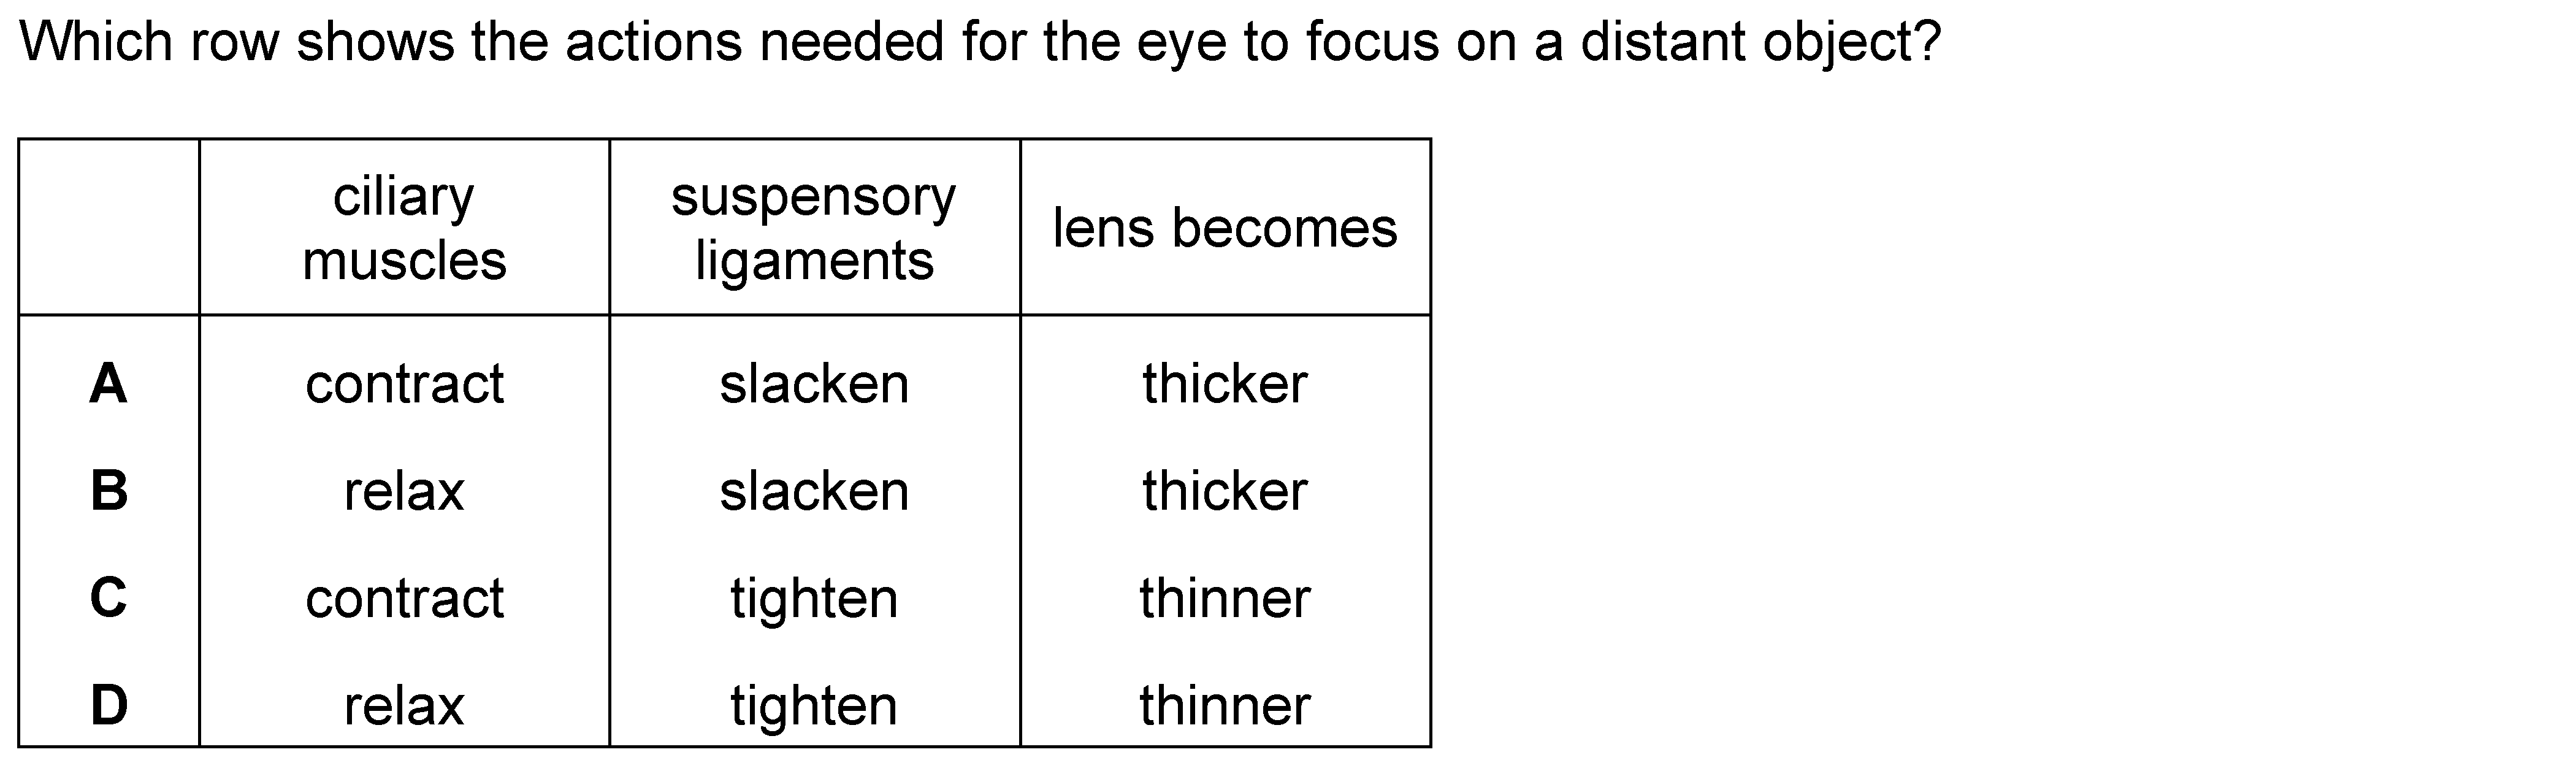 Which row shows the actions needed for the eye to focus on a distant object?
ciliary muscles suspensory ligaments lens becomes
A contract slacken thicker
B relax slacken thicker
C contract tighten thinner
D relax tighten thinner